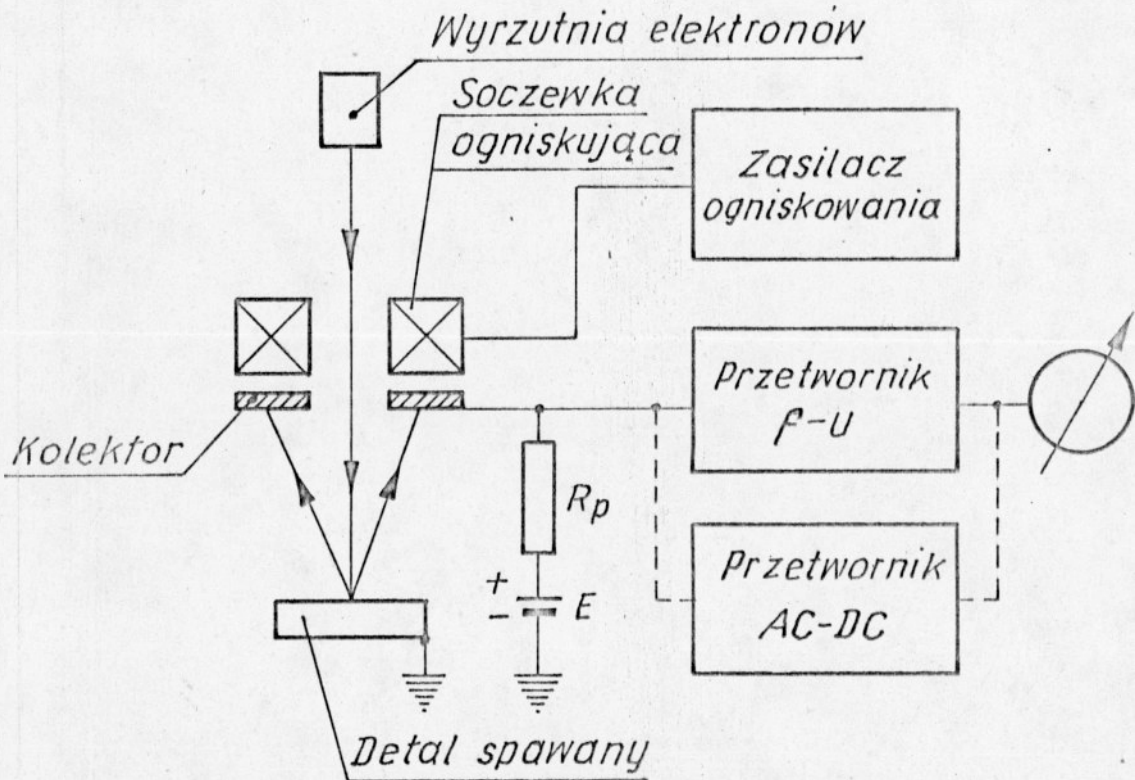 Wyrzutnia elektronów
Soczewka
ogniskująca
Zasilacz
ogniskowania
Przetwornik
f-U
Kolektor
Rp
+
-
E
Przetwornik
AC-DC
Detal spawany